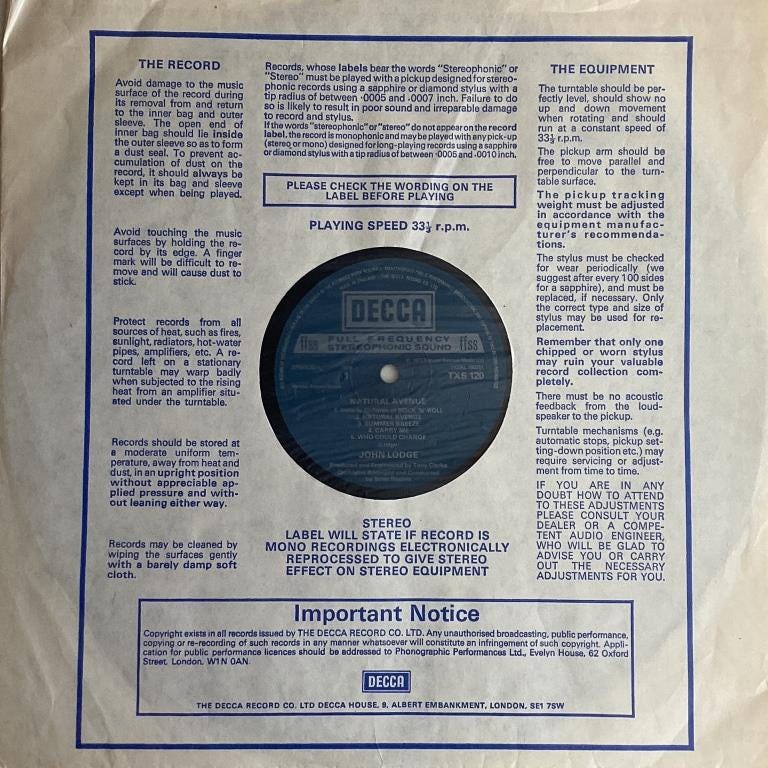 THE RECORD
Avoid damage to the music
surface of the record during
its removal from and return
to the inner bag and outer
sleeve. The open end of
inner bag should lie inside
the outer sleeve so as to form
a dust seal. To prevent ac-
cumulation of dust on the
record, it should always be
kept in its bag and sleeve
except when being played.
Avoid touching the music
surfaces by holding the re-
cord by its edge. A finger
mark will be difficult to re-
move and will cause dust to
stick.
Protect records from all
sources of heat, such as fires,
sunlight, radiators, hot-water
pipes, amplifiers, etc. A re-
cord left on a stationary
turntable may warp badly
when subjected to the rising
heat from an amplifier situ-
ated under the turntable.
Records should be stored at
a moderate uniform tem-
perature, away from heat and
dust, in an upright position
without appreciable ap-
plied pressure and with-
out leaning either way.
Records may be cleaned by
wiping the surfaces gently
with a barely damp soft
cloth.
Records, whose labels bear the words "Stereophonic" or
"Stereo" must be played with a pickup designed for stereo-
phonic records using a sapphire or diamond stylus with a
tip radius of between ·0005 and ·0007 inch. Failure to do
so is likely to result in poor sound and irreparable damage
to record and stylus.
If the words "stereophonic" or "stereo" do not appear on the record
label, the record is monophonic and may be played with any pick-up
(stereo or mono) designed for long-playing records using a sapphire
or diamond stylus with a tip radius of between ·0005 and ·0010 inch.
PLEASE CHECK THE WORDING ON THE
LABEL BEFORE PLAYING
PLAYING SPEED 33⅓ r.p.m.
DECCA
ffss FULL FREQUENCY ffss
STEREOPHONIC SOUND
1 TXS 120
NATURAL AVENUE
ROCK 'N' ROLL
2. NATURAL AVENUE
3. SUMMER BREEZE
4. CARRY ME
5. WHO COULD CHANGE
JOHN LODGE
Produced and Engineered by Tony Clarke
Arranged and Conducted
STEREO
LABEL WILL STATE IF RECORD IS
MONO RECORDINGS ELECTRONICALLY
REPROCESSED TO GIVE STEREO
EFFECT ON STEREO EQUIPMENT
THE EQUIPMENT
The turntable should be per-
fectly level, should show no
up and down movement
when rotating and should
run at a constant speed of
33⅓ r.p.m.
The pickup arm should be
free to move parallel and
perpendicular to the turn-
table surface.
The pickup tracking
weight must be adjusted
in accordance with the
equipment manufac-
turer's recommenda-
tions.
The stylus must be checked
for wear periodically (we
suggest after every 100 sides
for a sapphire), and must be
replaced, if necessary. Only
the correct type and size of
stylus may be used for re-
placement.
Remember that only one
chipped or worn stylus
may ruin your valuable
record collection com-
pletely.
There must be no acoustic
feedback from the loud-
speaker to the pickup.
Turntable mechanisms (e.g.
automatic stops, pickup set-
ting-down position etc.) may
require servicing or adjust-
ment from time to time.
IF YOU ARE IN ANY
DOUBT HOW TO ATTEND
TO THESE ADJUSTMENTS
PLEASE CONSULT YOUR
DEALER OR A COMPE-
TENT AUDIO ENGINEER,
WHO WILL BE GLAD TO
ADVISE YOU OR CARRY
OUT THE NECESSARY
ADJUSTMENTS FOR YOU.
Important Notice
Copyright exists in all records issued by THE DECCA RECORD CO. LTD. Any unauthorised broadcasting, public performance,
copying or re-recording of such records in any manner whatsoever will constitute an infringement of such copyright. Appli-
cation for public performance licences should be addressed to Phonographic Performances Ltd., Evelyn House, 62 Oxford
Street, London. W1N 0AN.
DECCA
THE DECCA RECORD CO. LTD DECCA HOUSE, 9, ALBERT EMBANKMENT, LONDON, SE1 7SW